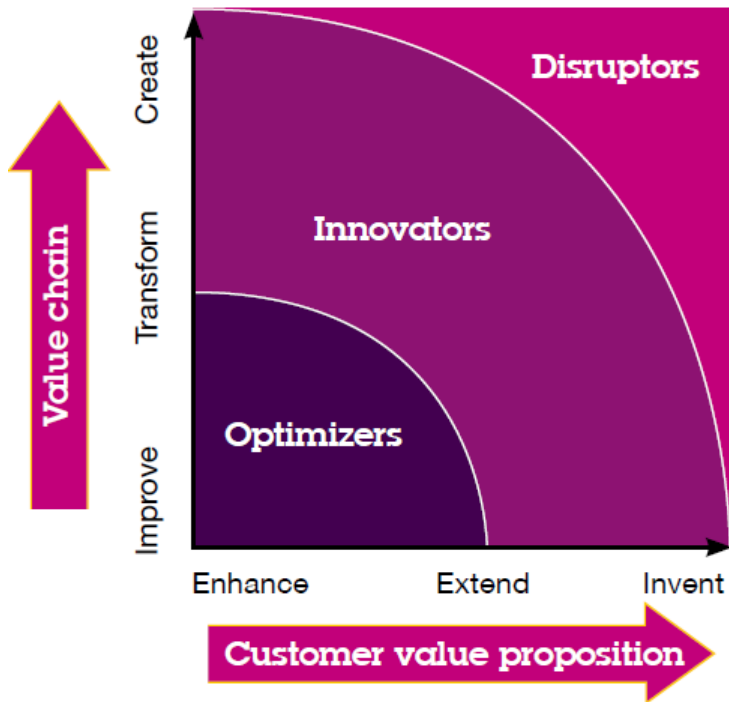 Create
Disruptors
Transform
Innovators
Value chain
Improve
Optimizers
Enhance
Extend
Invent
Customer value proposition